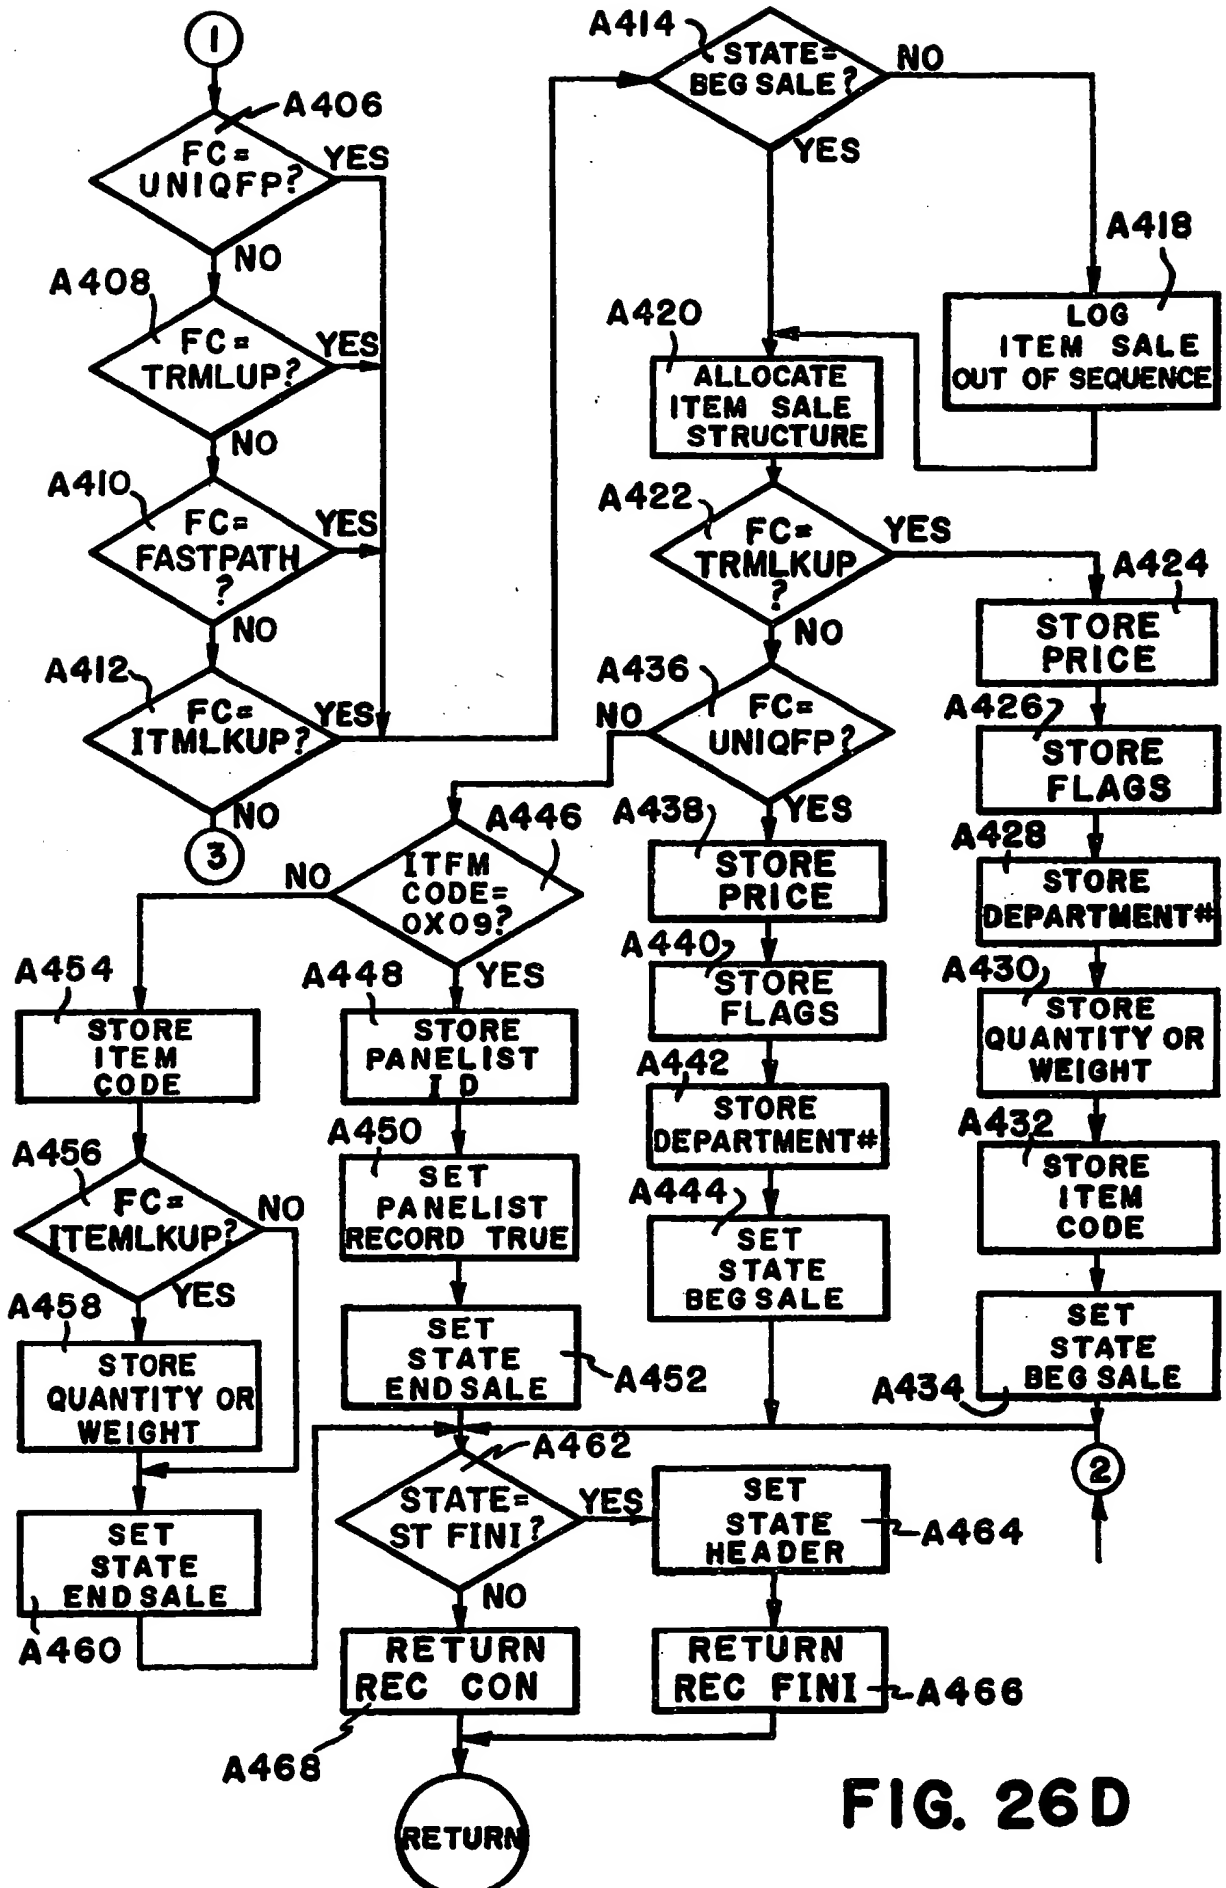 1
A406
FC=
UNIQFP?
YES
NO
A408
FC=
TRMLUP?
YES
NO
A410
FC=
FASTPATH
?
YES
NO
A412
FC=
ITMLKUP?
YES
NO
3
A414
STATE=
BEG SALE?
NO
YES
A418
LOG
ITEM SALE
OUT OF SEQUENCE
A420
ALLOCATE
ITEM SALE
STRUCTURE
A422
FC=
TRMLKUP
?
YES
NO
A424
STORE
PRICE
A426
STORE
FLAGS
A428
STORE
DEPARTMENT#
A430
STORE
QUANTITY OR
WEIGHT
A432
STORE
ITEM
CODE
SET
STATE
BEG SALE
A434
2
A436
FC=
UNIQFP?
NO
YES
A438
STORE
PRICE
A440
STORE
FLAGS
A442
STORE
DEPARTMENT#
A444
SET
STATE
BEG SALE
A446
ITFM
CODE=
0X09?
NO
YES
A448
STORE
PANELIST
ID
A450
SET
PANELIST
RECORD TRUE
SET
STATE
END SALE
A452
A454
STORE
ITEM
CODE
A456
FC=
ITEMLKUP?
NO
YES
A458
STORE
QUANTITY OR
WEIGHT
SET
STATE
END SALE
A460
A462
STATE=
ST FINI?
YES
NO
SET
STATE
HEADER
A464
RETURN
REC FINI
A466
RETURN
REC CON
A468
RETURN
FIG. 26D